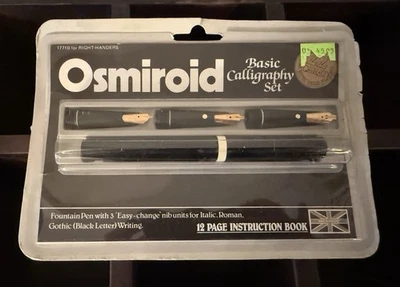 17710 for RIGHT-HANDERS
Osmiroid
Basic
Calligraphy
Set
Fountain Pen with 3 'Easy-change' nib units for Italic. Roman.
Gothic (Black Letter) Writing.
12 PAGE INSTRUCTION BOOK